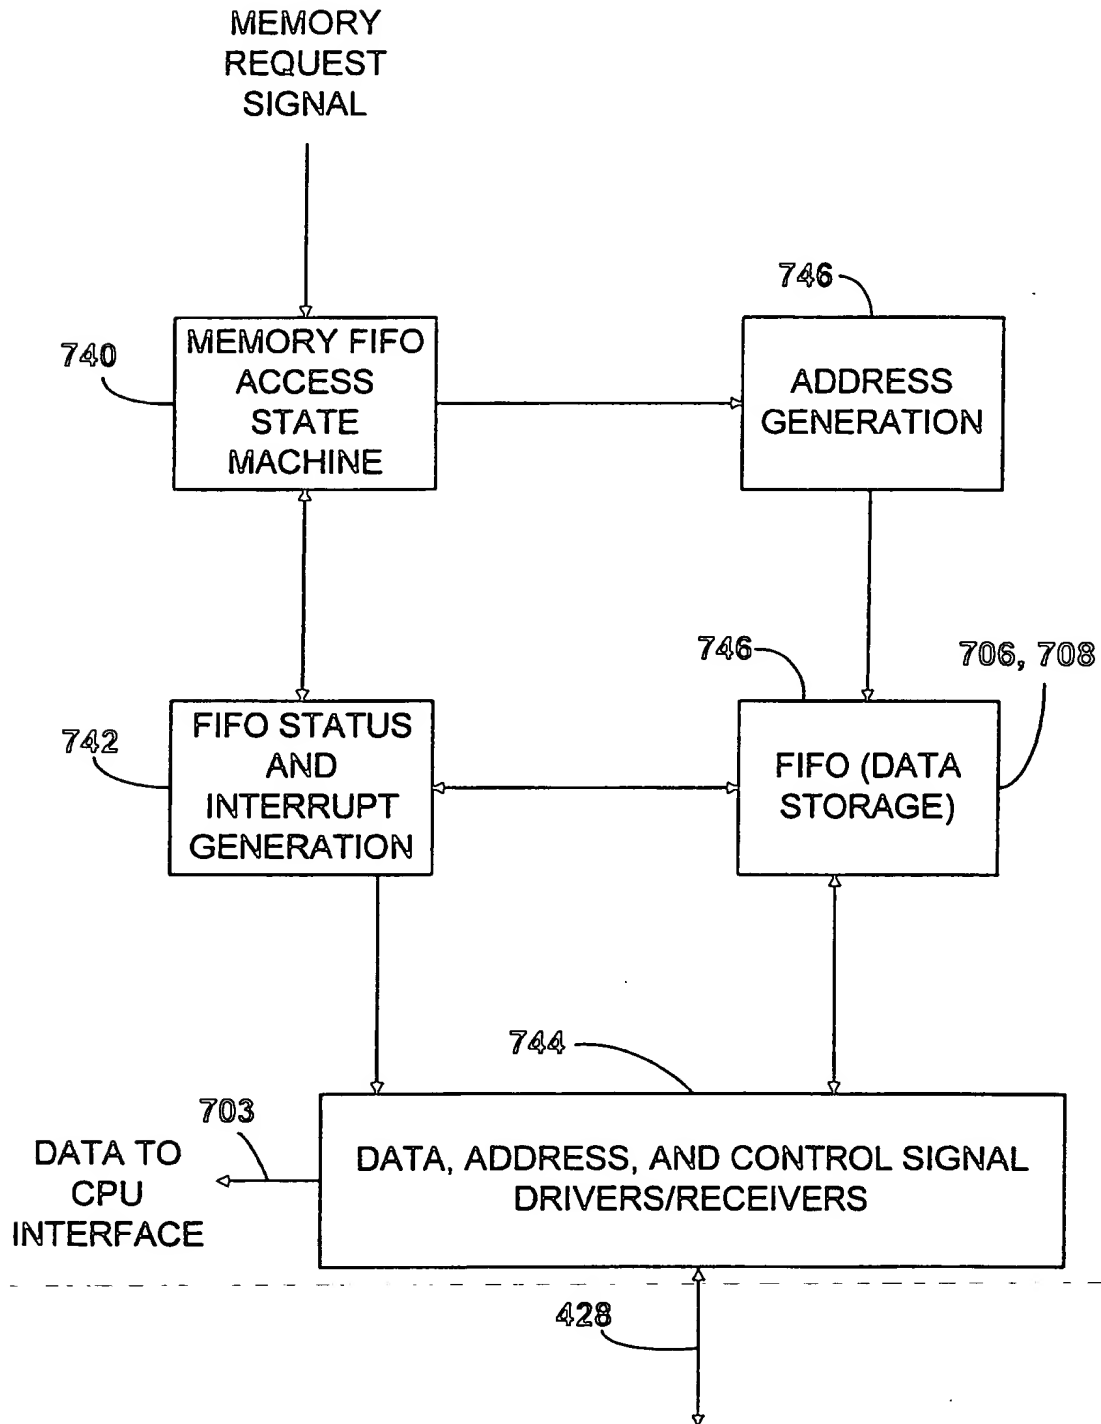 MEMORY
REQUEST
SIGNAL
746
740
MEMORY FIFO
ACCESS
STATE
MACHINE
ADDRESS
GENERATION
746
706, 708
742
FIFO STATUS
AND
INTERRUPT
GENERATION
FIFO (DATA
STORAGE)
744
703
DATA TO
CPU
INTERFACE
DATA, ADDRESS, AND CONTROL SIGNAL
DRIVERS/RECEIVERS
428